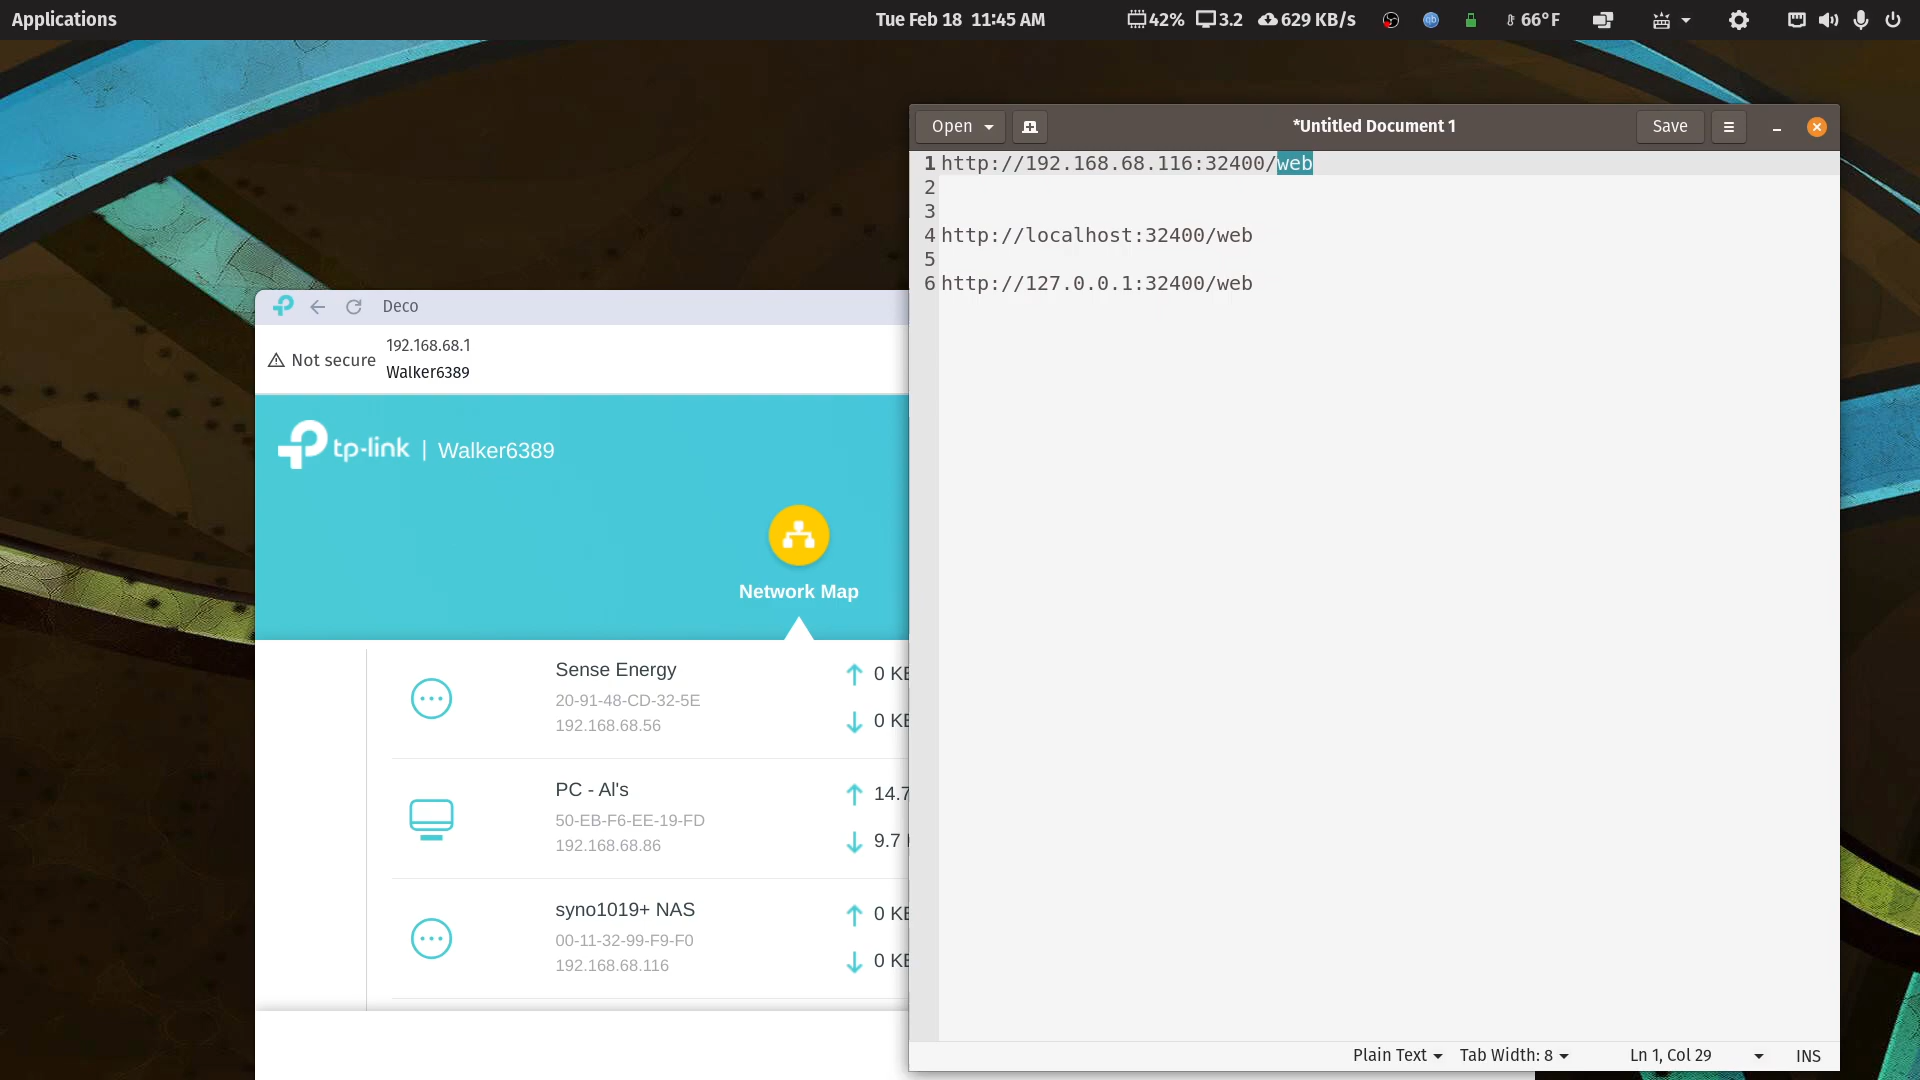 Applications
Tue Feb 18 11:45 AM
42% 3.2 629 KB/s
66°F
Open
*Untitled Document 1
Save
1 http://192.168.68.116:32400/web
2
3
4 http://localhost:32400/web
5
6 http://127.0.0.1:32400/web
Plain Text
Tab Width: 8
Ln 1, Col 29
INS
Deco
Not secure
192.168.68.1
Walker6389
tp-link | Walker6389
Network Map
Sense Energy
20-91-48-CD-32-5E
192.168.68.56
0
0
PC - Al's
50-EB-F6-EE-19-FD
192.168.68.86
14.7
9.7
syno1019+ NAS
00-11-32-99-F9-F0
192.168.68.116
0
0